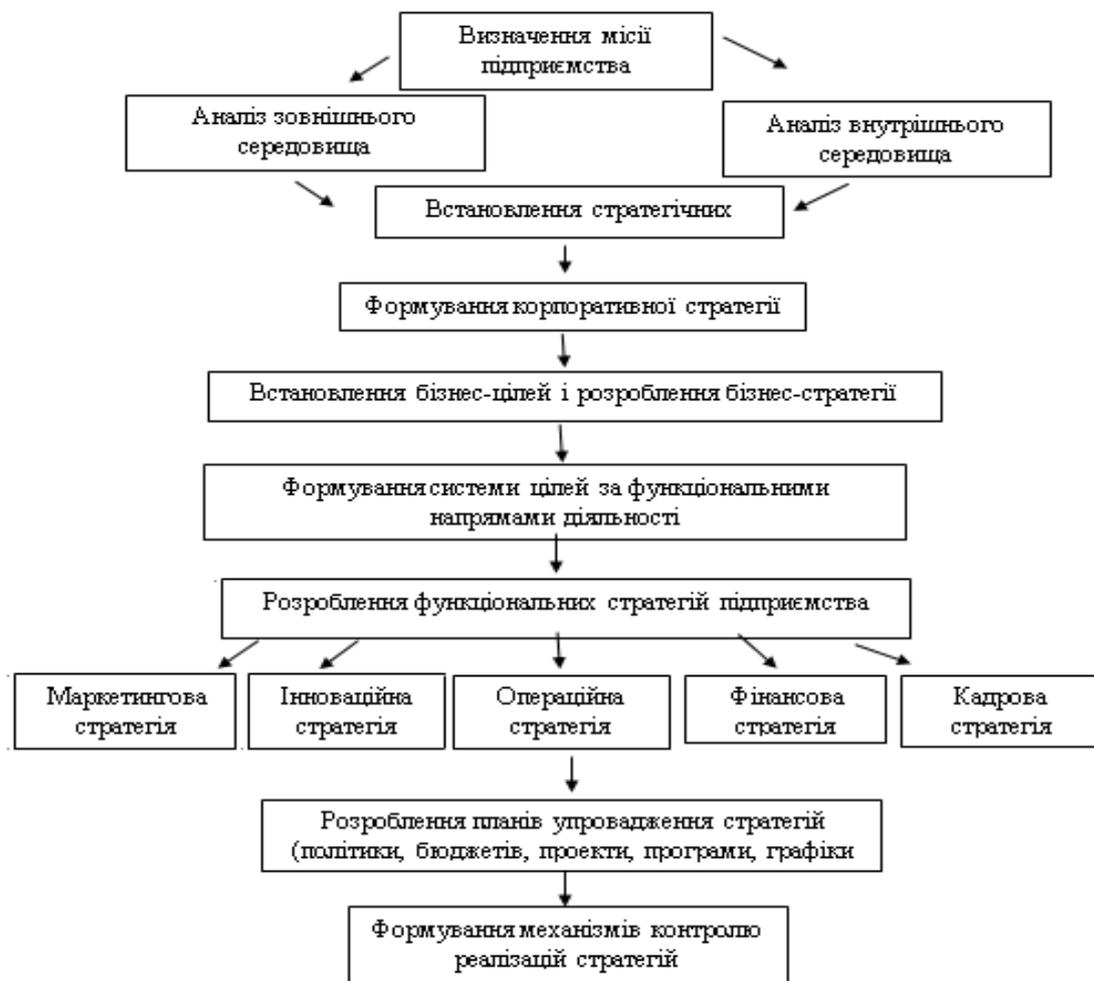 Визначення місії
підприємства
Аналіз зовнішнього
середовища
Аналіз внутрішнього
середовища
Встановлення стратегічних
Формування корпоративної стратегії
Встановлення бізнес-цілей і розроблення бізнес-стратегії
Формування системи цілей за функціональними
напрямами діяльності
Розроблення функціональних стратегій підприємства
Маркетингова
стратегія
Інноваційна
стратегія
Операційна
стратегія
Фінансова
стратегія
Кадрова
стратегія
Розроблення планів упровадження стратегій
(політики, бюджетів, проекти, програми, графіки
Формування механізмів контролю
реалізацій стратегій